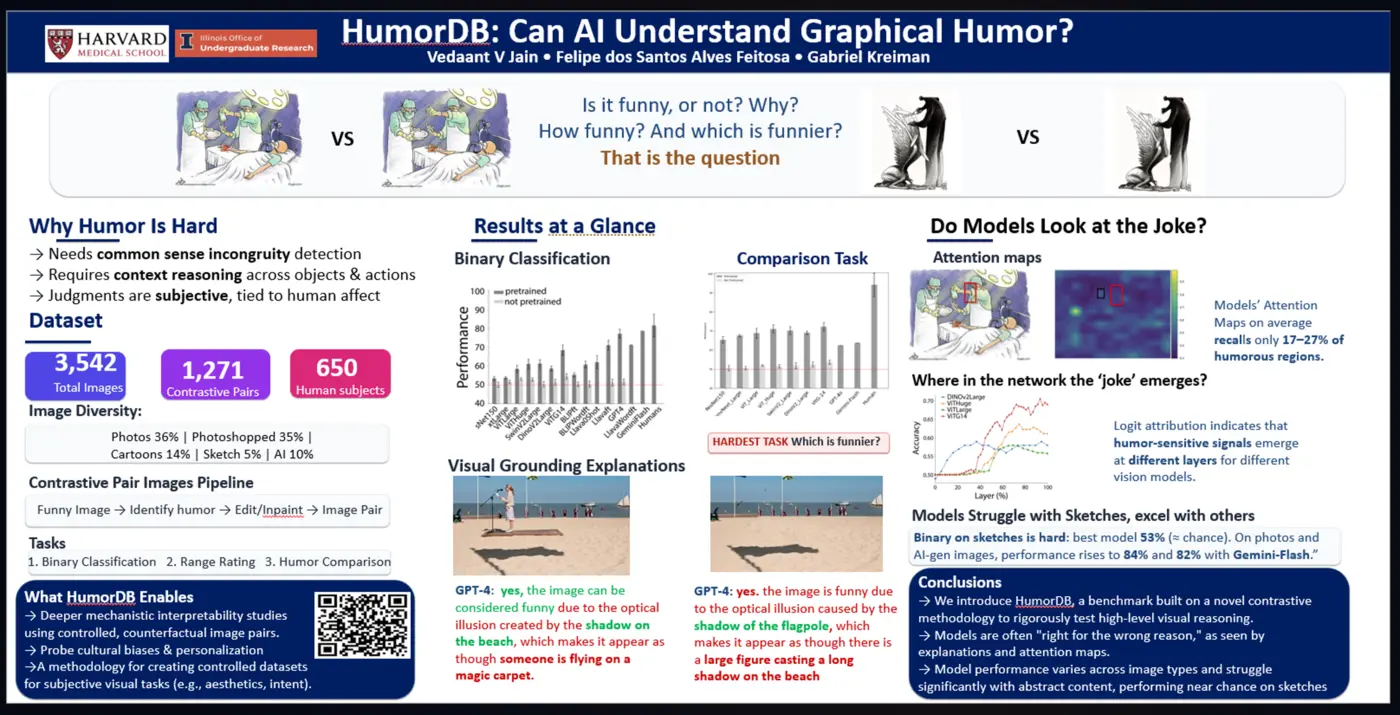 HARVARD
MEDICAL SCHOOL
Illinois Office of
Undergraduate Research
HumorDB: Can AI Understand Graphical Humor?
Vedaant V Jain • Felipe dos Santos Alves Feitosa • Gabriel Kreiman
VS
Is it funny, or not? Why?
How funny? And which is funnier?
That is the question
VS
Why Humor Is Hard
→ Needs common sense incongruity detection
→ Requires context reasoning across objects & actions
→ Judgments are subjective, tied to human affect
Dataset
3,542
Total Images
1,271
Contrastive Pairs
650
Human subjects
Image Diversity:
Photos 36% | Photoshopped 35% |
Cartoons 14% | Sketch 5% | AI 10%
Contrastive Pair Images Pipeline
Funny Image → Identify humor → Edit/Inpaint → Image Pair
Tasks
1. Binary Classification 2. Range Rating 3. Humor Comparison
What HumorDB Enables
→ Deeper mechanistic interpretability studies
using controlled, counterfactual image pairs.
→ Probe cultural biases & personalization
→A methodology for creating controlled datasets
for subjective visual tasks (e.g., aesthetics, intent).
Results at a Glance
Binary Classification
pretrained
not pretrained
Performance
100
90
80
70
60
50
40
ViTLarge
ViTHuge
SwinV2Large
DinoV2Large
ViTG14
BLIPft
BLIPWordft
Llava0Shot
Llavaft
GPT4
LlavaWordft
GeminiFlash
Humans
Comparison Task
ViT_Large
ViT_Huge
SwinV2_Large
DinoV2_Large
ViTG-14
GPT-4o
Gemini-Flash
Human
HARDEST TASK Which is funnier?
Visual Grounding Explanations
GPT-4: yes, the image can be
considered funny due to the optical
illusion created by the shadow on
the beach, which makes it appear as
though someone is flying on a
magic carpet.
GPT-4: yes. the image is funny due
to the optical illusion caused by the
shadow of the flagpole, which
makes it appear as though there is
a large figure casting a long
shadow on the beach
Do Models Look at the Joke?
Attention maps
Models' Attention
Maps on average
recalls only 17–27% of
humorous regions.
Where in the network the 'joke' emerges?
DINOv2Large
ViTHuge
ViTLarge
ViTG14
Accuracy
0.70
0.65
0.60
0.55
0.50
0 20 40 60 80 100
Layer (%)
Logit attribution indicates that
humor-sensitive signals emerge
at different layers for different
vision models.
Models Struggle with Sketches, excel with others
Binary on sketches is hard: best model 53% (≈ chance). On photos and
AI-gen images, performance rises to 84% and 82% with Gemini-Flash."
Conclusions
→ We introduce HumorDB, a benchmark built on a novel contrastive
methodology to rigorously test high-level visual reasoning.
→ Models are often "right for the wrong reason," as seen by
explanations and attention maps.
→ Model performance varies across image types and struggle
significantly with abstract content, performing near chance on sketches